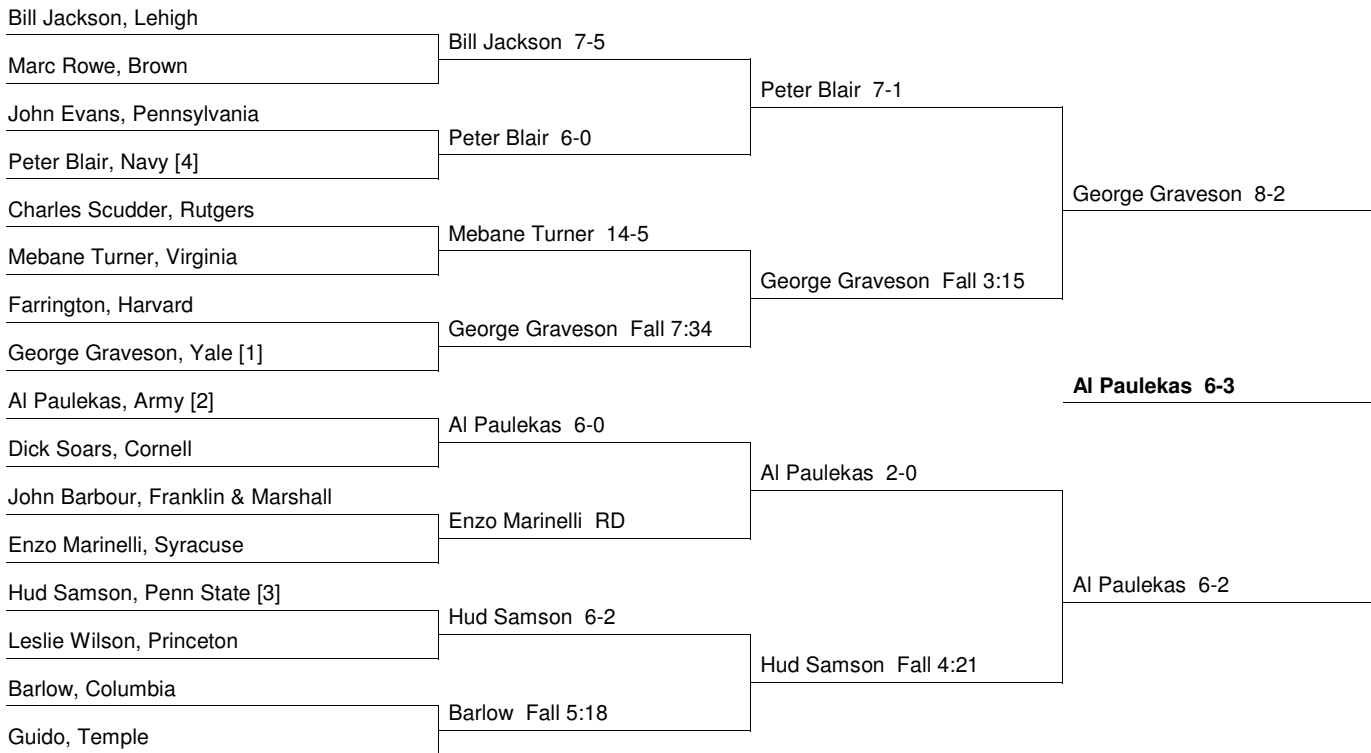 Bill Jackson, Lehigh
Marc Rowe, Brown
John Evans, Pennsylvania
Peter Blair, Navy [4]
Charles Scudder, Rutgers
Mebane Turner, Virginia
Farrington, Harvard
George Graveson, Yale [1]
Al Paulekas, Army [2]
Dick Soars, Cornell
John Barbour, Franklin & Marshall
Enzo Marinelli, Syracuse
Hud Samson, Penn State [3]
Leslie Wilson, Princeton
Barlow, Columbia
Guido, Temple
Bill Jackson 7-5
Peter Blair 6-0
Mebane Turner 14-5
George Graveson Fall 7:34
Al Paulekas 6-0
Enzo Marinelli RD
Hud Samson 6-2
Barlow Fall 5:18
Peter Blair 7-1
George Graveson Fall 3:15
Al Paulekas 2-0
Hud Samson Fall 4:21
George Graveson 8-2
Al Paulekas 6-3
Al Paulekas 6-2